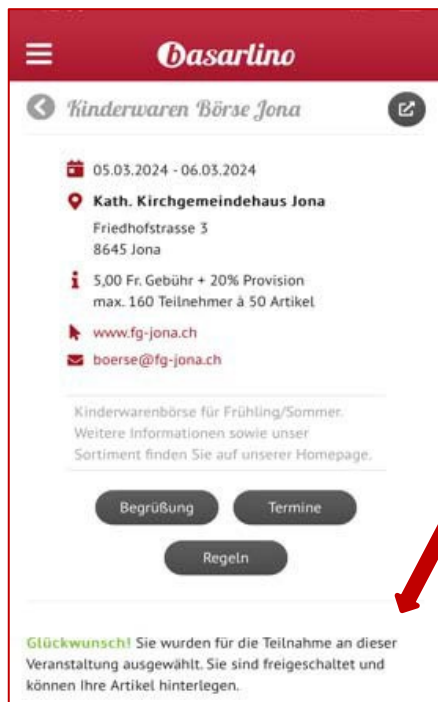 basarlino
Kinderwaren Börse Jona
05.03.2024 - 06.03.2024
Kath. Kirchgemeindehaus Jona
Friedhofstrasse 3
8645 Jona
5,00 Fr. Gebühr + 20% Provision
max. 160 Teilnehmer à 50 Artikel
www.fg-jona.ch
boerse@fg-jona.ch
Kinderwarenbörse für Frühling/Sommer.
Weitere Informationen sowie unser
Sortiment finden Sie auf unserer Homepage.
Begrüßung Termine
Regeln
Glückwunsch! Sie wurden für die Teilnahme an dieser
Veranstaltung ausgewählt. Sie sind freigeschaltet und
können Ihre Artikel hinterlegen.